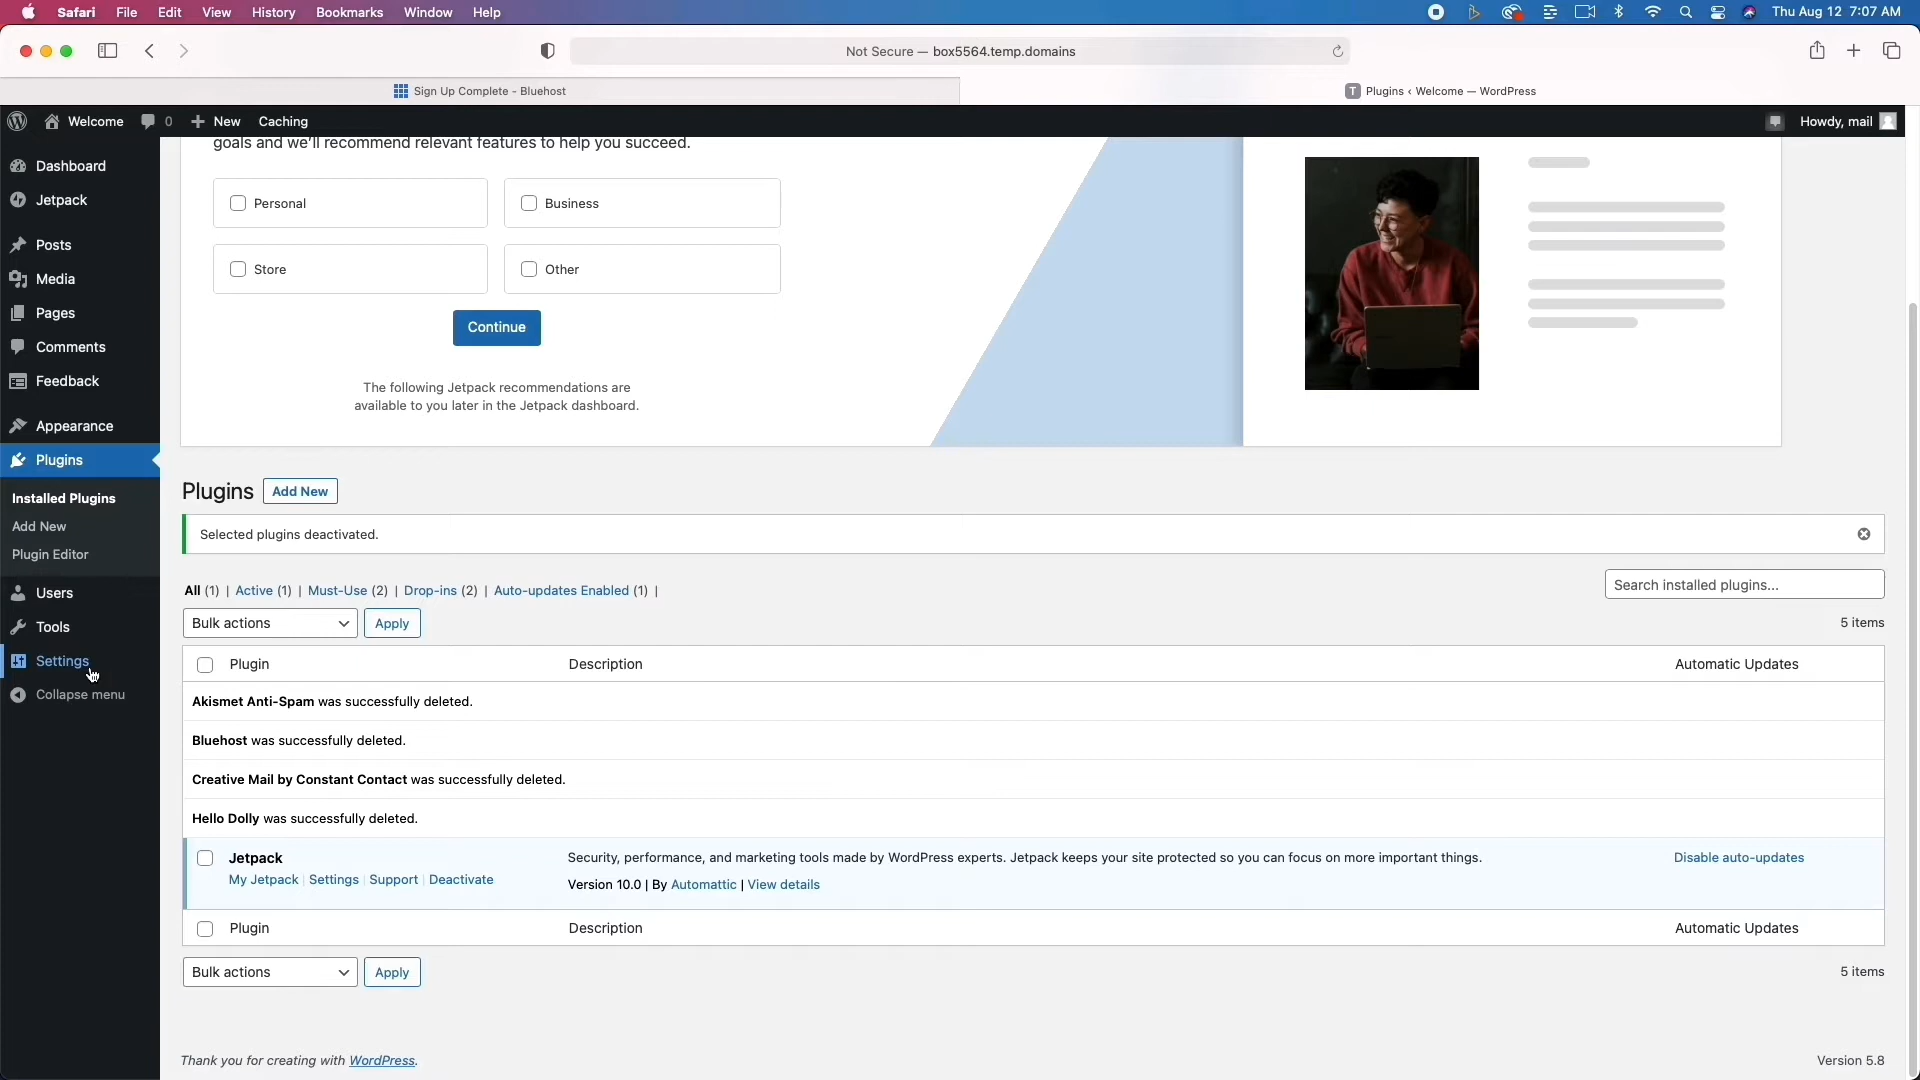 Safari File Edit View History Bookmarks Window Help Thu Aug 12 7:07 AM
Not Secure — box5564.temp.domains
Sign Up Complete - Bluehost
T Plugins ‹ Welcome — WordPress
Welcome 0 New Caching Howdy, mail
goals and we'll recommend relevant features to help you succeed.
Dashboard
Jetpack
Posts
Media
Pages
Comments
Feedback
Appearance
Plugins
Installed Plugins
Add New
Plugin Editor
Users
Tools
Settings
Collapse menu
Personal Business
Store Other
Continue
The following Jetpack recommendations are
available to you later in the Jetpack dashboard.
Plugins Add New
Selected plugins deactivated.
All (1) | Active (1) | Must-Use (2) | Drop-ins (2) | Auto-updates Enabled (1) |
Search installed plugins...
Bulk actions Apply 5 items
Plugin Description Automatic Updates
Akismet Anti-Spam was successfully deleted.
Bluehost was successfully deleted.
Creative Mail by Constant Contact was successfully deleted.
Hello Dolly was successfully deleted.
Jetpack Security, performance, and marketing tools made by WordPress experts. Jetpack keeps your site protected so you can focus on more important things. Disable auto-updates
My Jetpack | Settings | Support | Deactivate Version 10.0 | By Automattic | View details
Plugin Description Automatic Updates
Bulk actions Apply 5 items
Thank you for creating with WordPress. Version 5.8